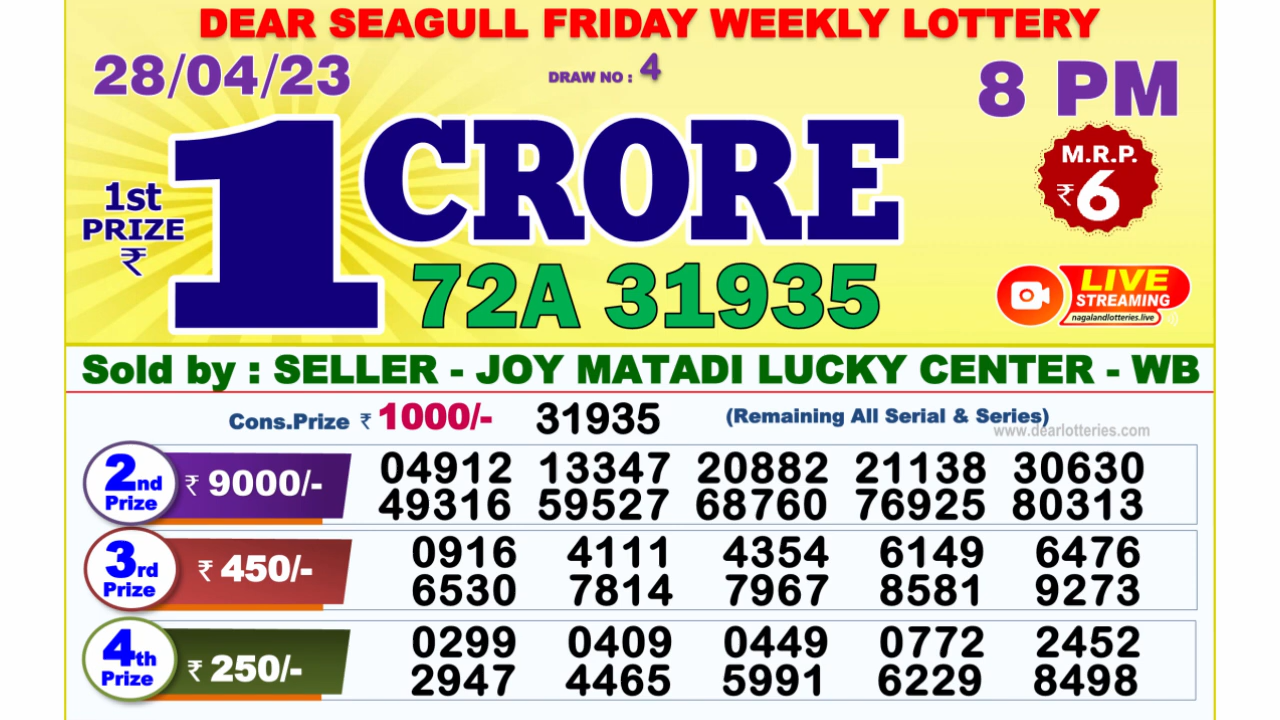 DEAR SEAGULL FRIDAY WEEKLY LOTTERY
28/04/23
DRAW NO : 4
8 PM
1st PRIZE ₹
1 CRORE
72A 31935
M.R.P.
₹ 6
LIVE
STREAMING
nagalandlotteries.live
Sold by : SELLER - JOY MATADI LUCKY CENTER - WB
Cons.Prize ₹ 1000/- 31935 (Remaining All Serial & Series)
www.dearlotteries.com
2nd Prize ₹ 9000/-
04912 13347 20882 21138 30630
49316 59527 68760 76925 80313
3rd Prize ₹ 450/-
0916 4111 4354 6149 6476
6530 7814 7967 8581 9273
4th Prize ₹ 250/-
0299 0409 0449 0772 2452
2947 4465 5991 6229 8498